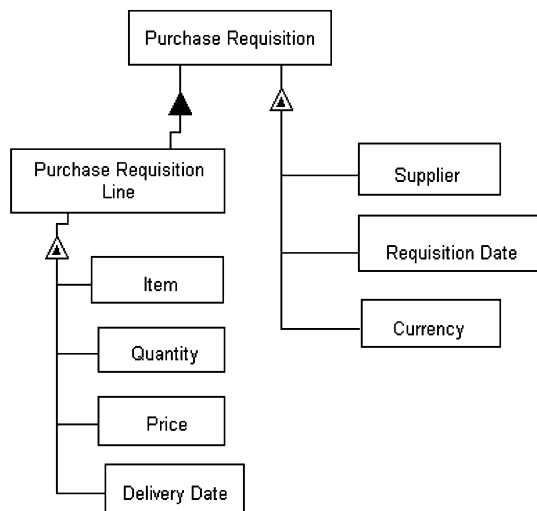 Purchase Requisition
Purchase Requisition
Line
Supplier
Requisition Date
Item
Currency
Quantity
Price
Delivery Date